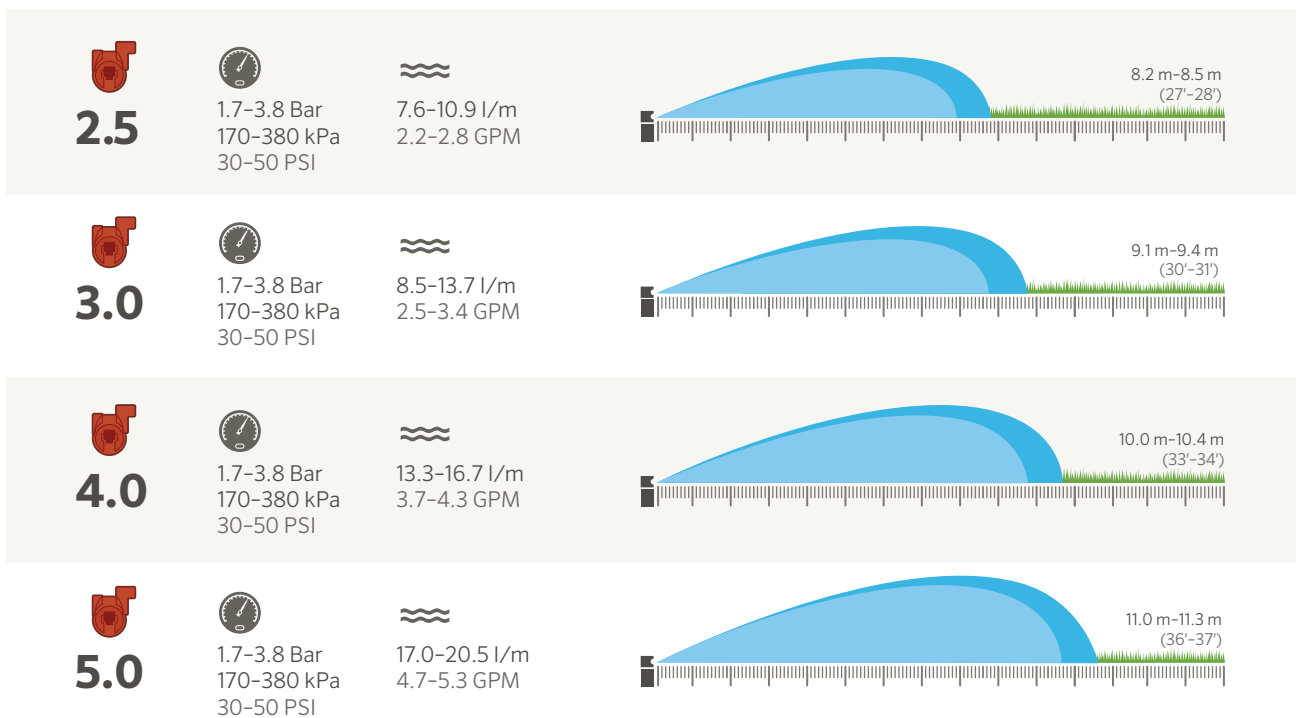 2.5
1.7–3.8 Bar
170–380 kPa
30–50 PSI
7.6–10.9 l/m
2.2–2.8 GPM
8.2 m–8.5 m
(27'–28')
3.0
1.7–3.8 Bar
170–380 kPa
30–50 PSI
8.5–13.7 l/m
2.5–3.4 GPM
9.1 m–9.4 m
(30'–31')
4.0
1.7–3.8 Bar
170–380 kPa
30–50 PSI
13.3–16.7 l/m
3.7–4.3 GPM
10.0 m–10.4 m
(33'–34')
5.0
1.7–3.8 Bar
170–380 kPa
30–50 PSI
17.0–20.5 l/m
4.7–5.3 GPM
11.0 m–11.3 m
(36'–37')